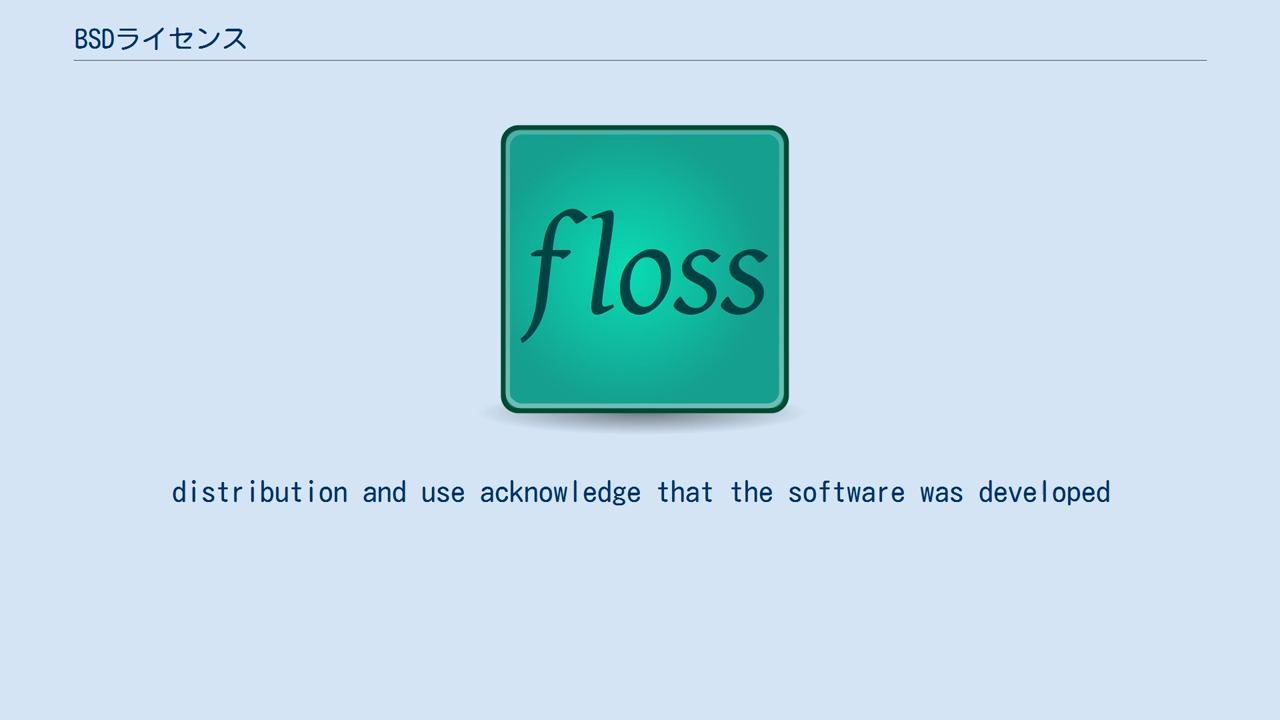 BSDライセンス
floss
distribution and use acknowledge that the software was developed